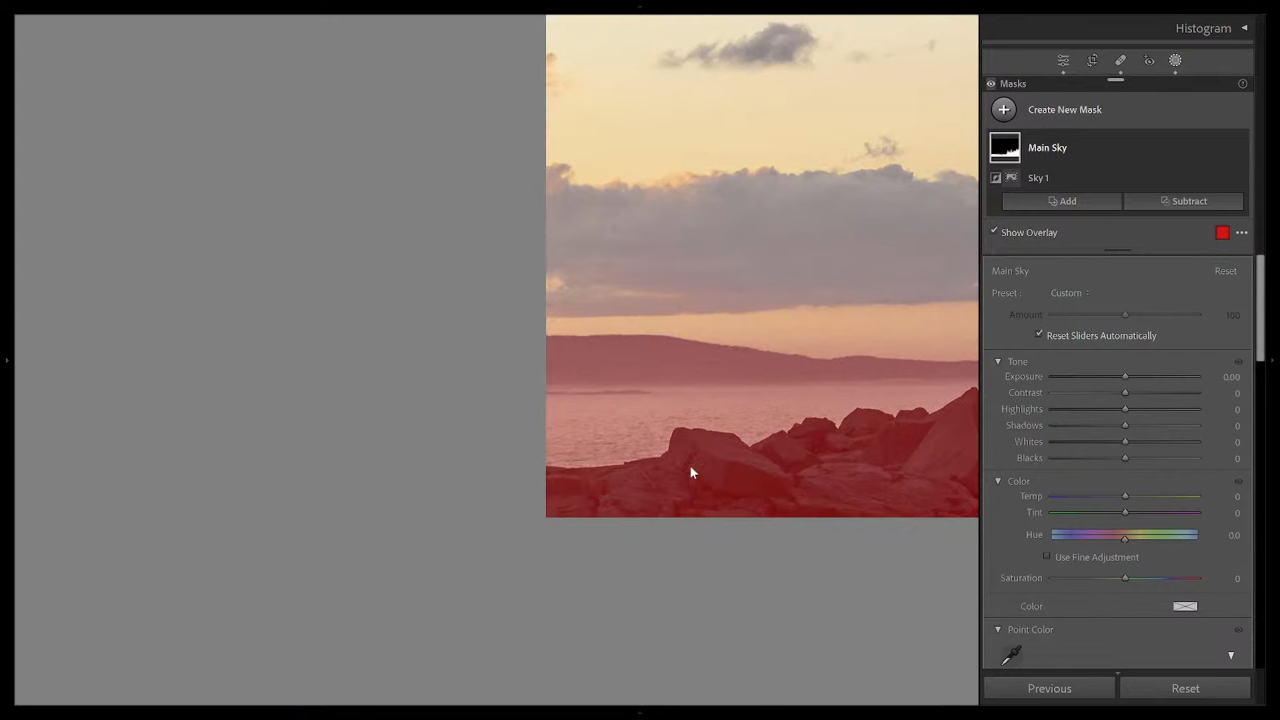 Histogram
Masks
Create New Mask
Main Sky
Sky 1
Add Subtract
Show Overlay
Main Sky Reset
Preset : Custom
Amount 100
Reset Sliders Automatically
Tone
Exposure 0.00
Contrast 0
Highlights 0
Shadows 0
Whites 0
Blacks 0
Color
Temp 0
Tint 0
Hue 0.0
Use Fine Adjustment
Saturation 0
Color
Point Color
Previous Reset